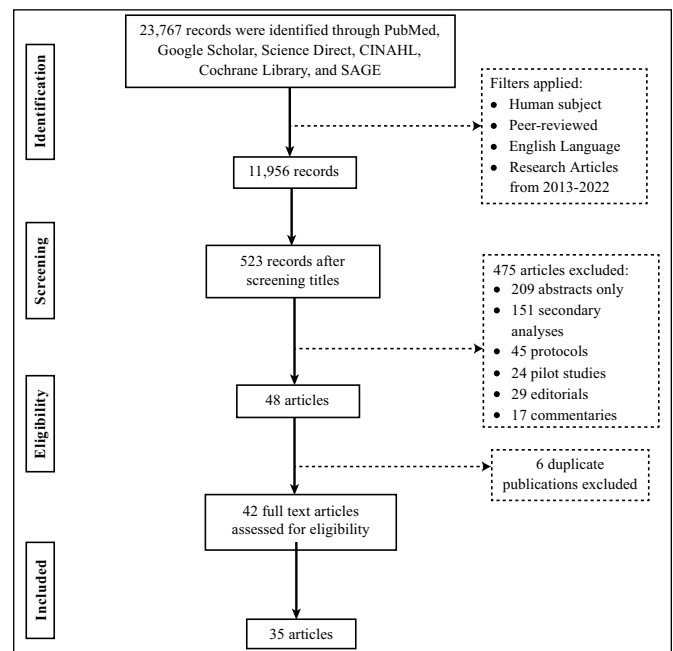 23,767 records were identified through PubMed,
Google Scholar, Science Direct, CINAHL,
Cochrane Library, and SAGE
Identification
Filters applied:
● Human subject
● Peer-reviewed
● English Language
● Research Articles
from 2013-2022
11,956 records
Screening
523 records after
screening titles
475 articles excluded:
● 209 abstracts only
● 151 secondary
analyses
● 45 protocols
● 24 pilot studies
● 29 editorials
● 17 commentaries
Eligibility
48 articles
6 duplicate
publications excluded
42 full text articles
assessed for eligibility
Included
35 articles